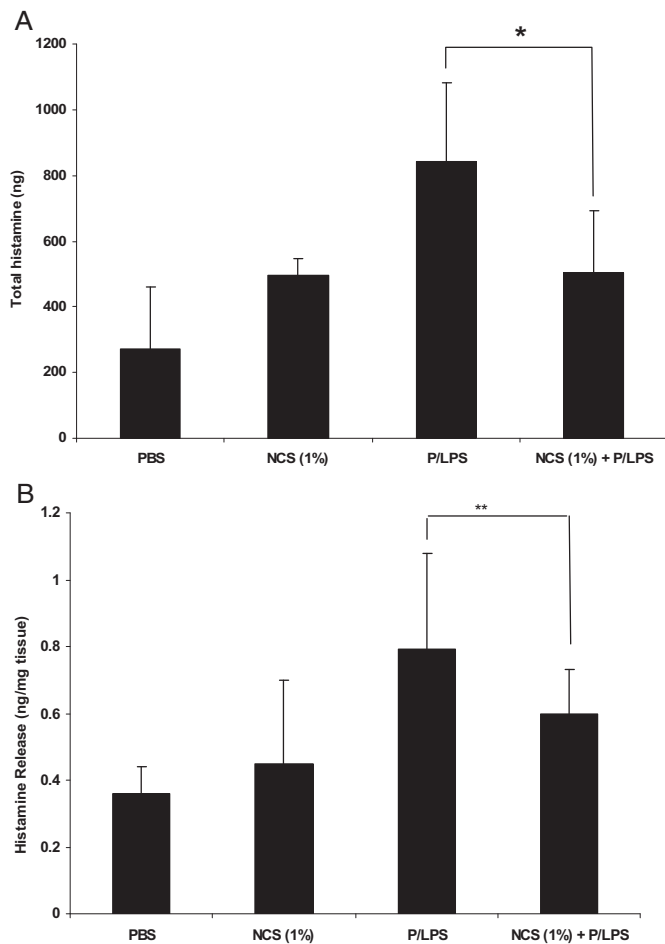 A
1200
1000
800
600
400
200
0
Total histamine (ng)
*
PBS NCS (1%) P/LPS NCS (1%) + P/LPS
B
1.2
1
0.8
0.6
0.4
0.2
0
Histamine Release (ng/mg tissue)
**
PBS NCS (1%) P/LPS NCS (1%) + P/LPS